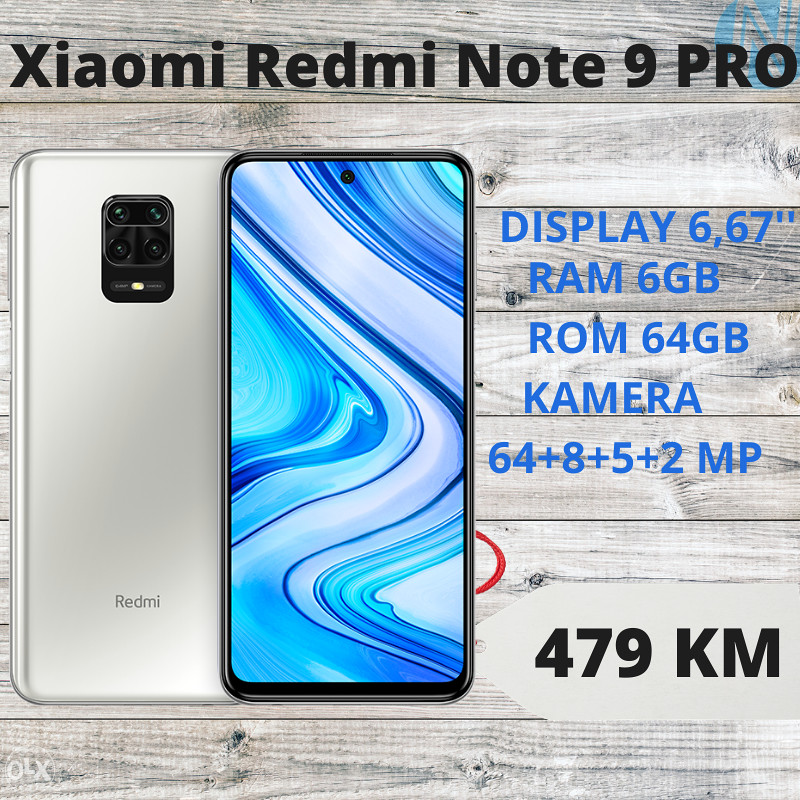 Xiaomi Redmi Note 9 PRO
DISPLAY 6,67''
RAM 6GB
ROM 64GB
KAMERA
64+8+5+2 MP
Redmi
479 KM
OLX